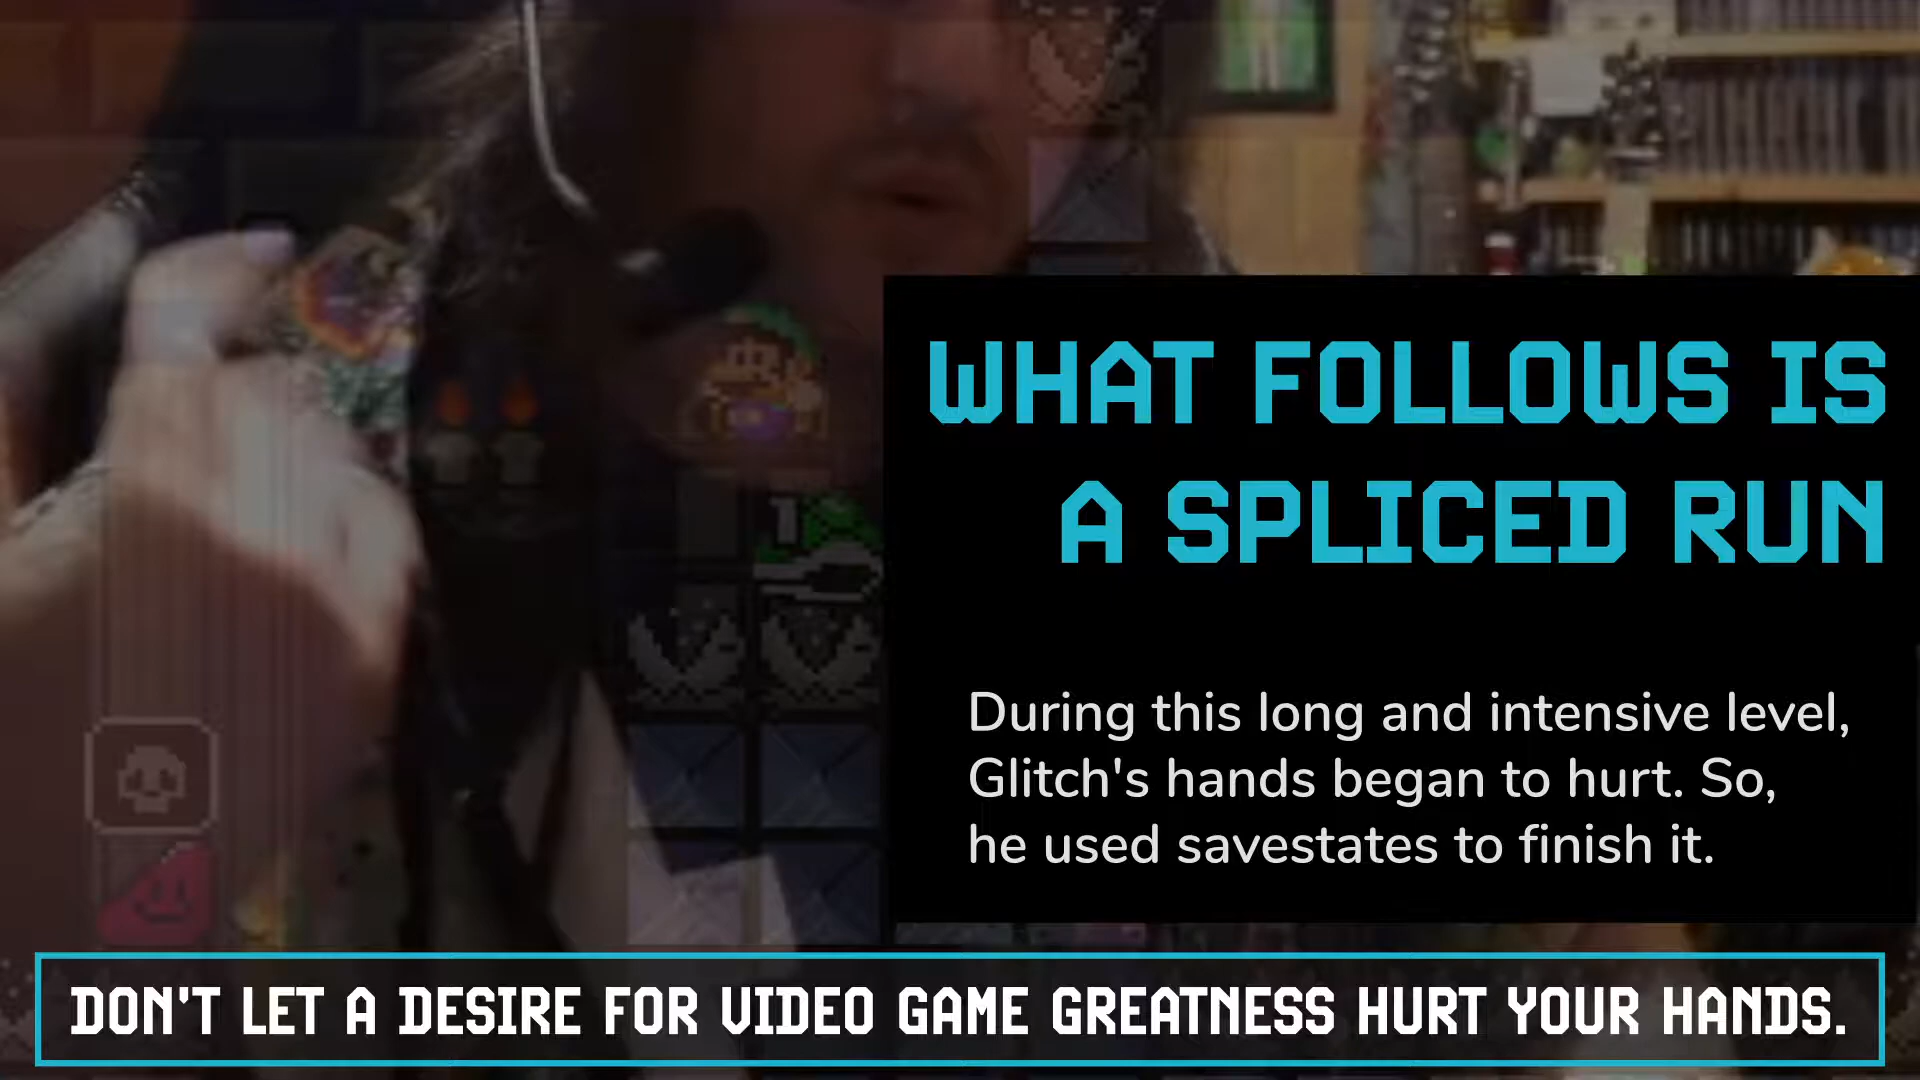 WHAT FOLLOWS IS
A SPLICED RUN
During this long and intensive level,
Glitch's hands began to hurt. So,
he used savestates to finish it.
DON'T LET A DESIRE FOR VIDEO GAME GREATNESS HURT YOUR HANDS.